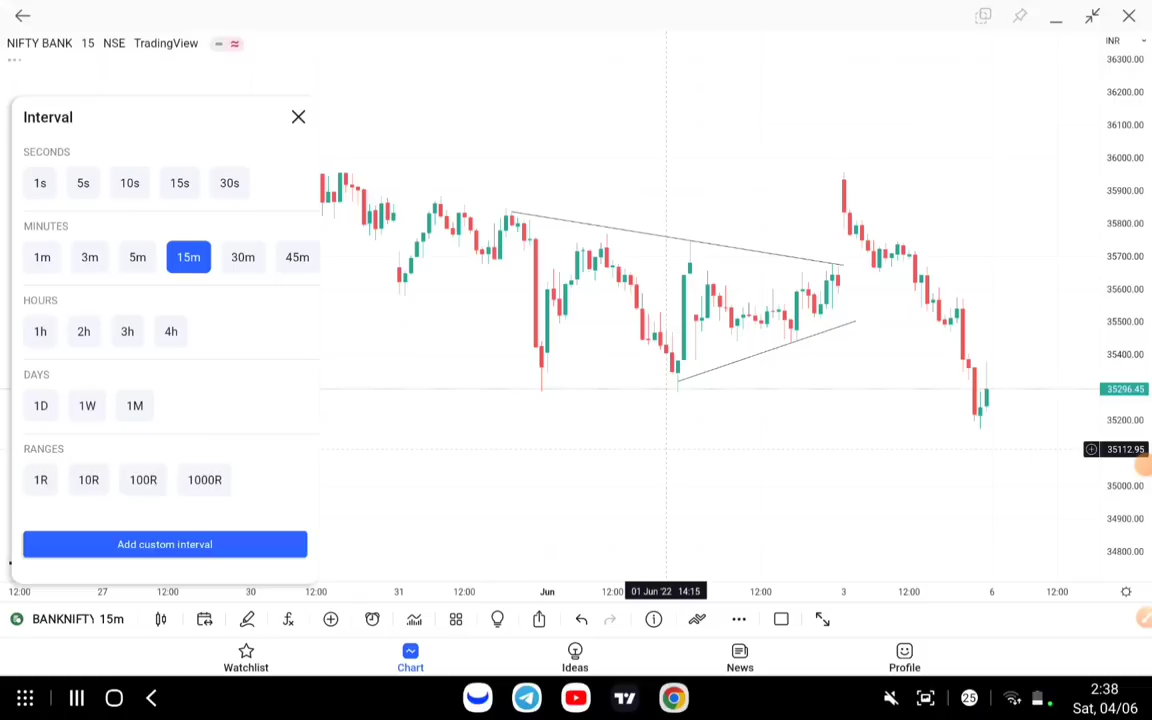 NIFTY BANK 15 NSE TradingView
INR
36300.00
36200.00
36100.00
36000.00
35900.00
35800.00
35700.00
35600.00
35500.00
35400.00
35296.45
35200.00
35112.95
35000.00
34900.00
34800.00
Interval
SECONDS
1s 5s 10s 15s 30s
MINUTES
1m 3m 5m 15m 30m 45m
HOURS
1h 2h 3h 4h
DAYS
1D 1W 1M
RANGES
1R 10R 100R 1000R
Add custom interval
12:00 27 12:00 30 12:00 31 12:00 Jun 12:00 01 Jun '22 14:15 12:00 3 12:00 6 12:00
BANKNIFTY 15m
Watchlist Chart Ideas News Profile
25
2:38
Sat, 04/06